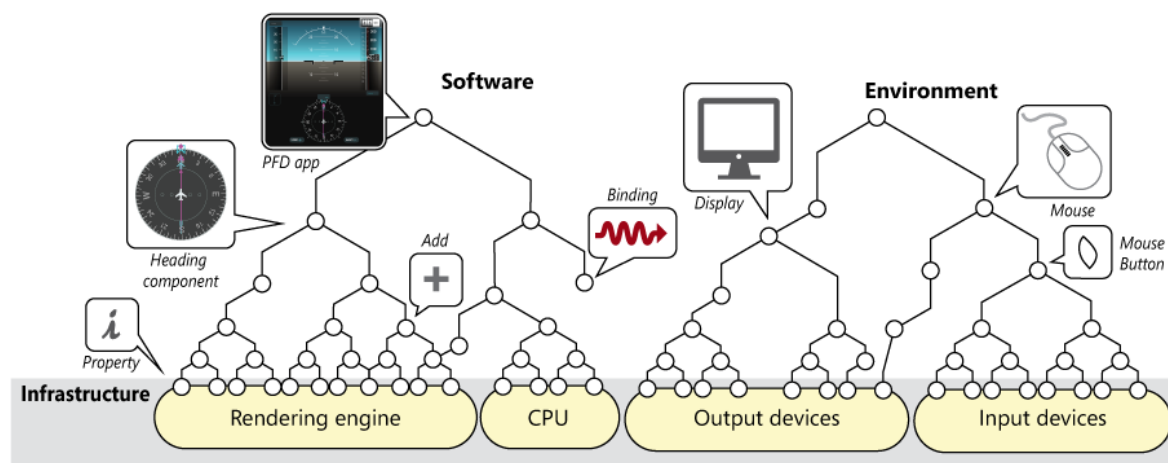 Software
Environment
PFD app
Heading
component
Add
Binding
Display
Mouse
Mouse
Button
i
Property
Infrastructure
Rendering engine
CPU
Output devices
Input devices